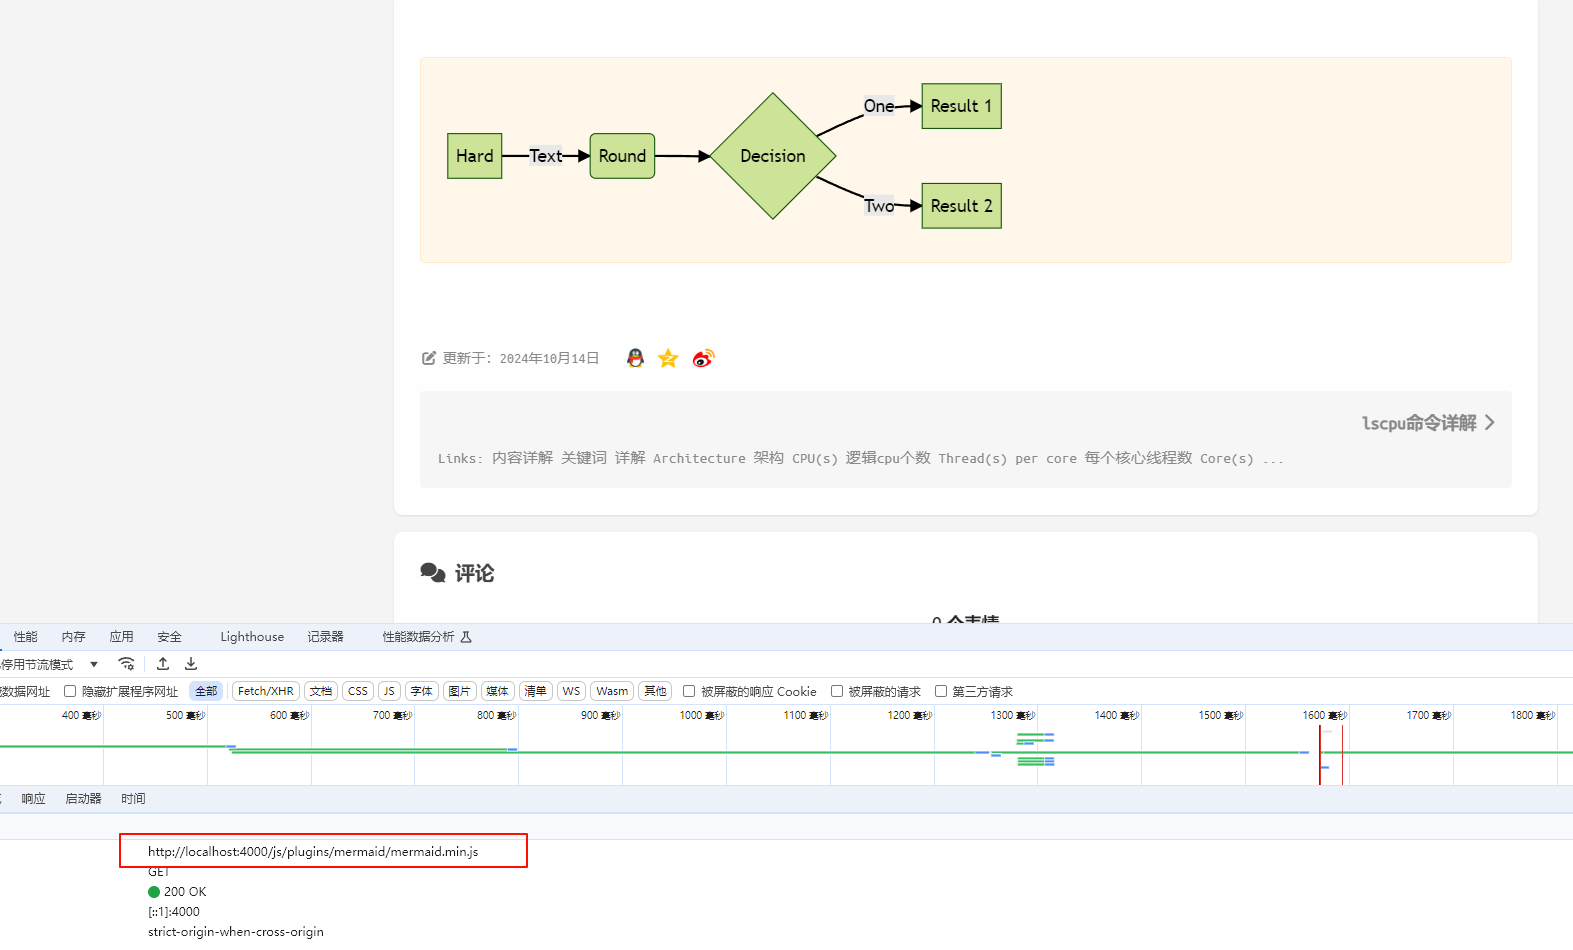 One
Result 1
Hard
Text
Round
Decision
Two
Result 2
更新于：2024年10月14日
lscpu命令详解
Links: 内容详解 关键词 详解 Architecture 架构 CPU(s) 逻辑cpu个数 Thread(s) per core 每个核心线程数 Core(s) ...
评论
0 个表情
性能 内存 应用 安全 Lighthouse 记录器 性能数据分析
停用节流模式
数据网址 隐藏扩展程序网址 全部 Fetch/XHR 文档 CSS JS 字体 图片 媒体 清单 WS Wasm 其他 被屏蔽的响应 Cookie 被屏蔽的请求 第三方请求
400 毫秒 500 毫秒 600 毫秒 700 毫秒 800 毫秒 900 毫秒 1000 毫秒 1100 毫秒 1200 毫秒 1300 毫秒 1400 毫秒 1500 毫秒 1600 毫秒 1700 毫秒 1800 毫秒
响应 启动器 时间
http://localhost:4000/js/plugins/mermaid/mermaid.min.js
GET
200 OK
[::1]:4000
strict-origin-when-cross-origin